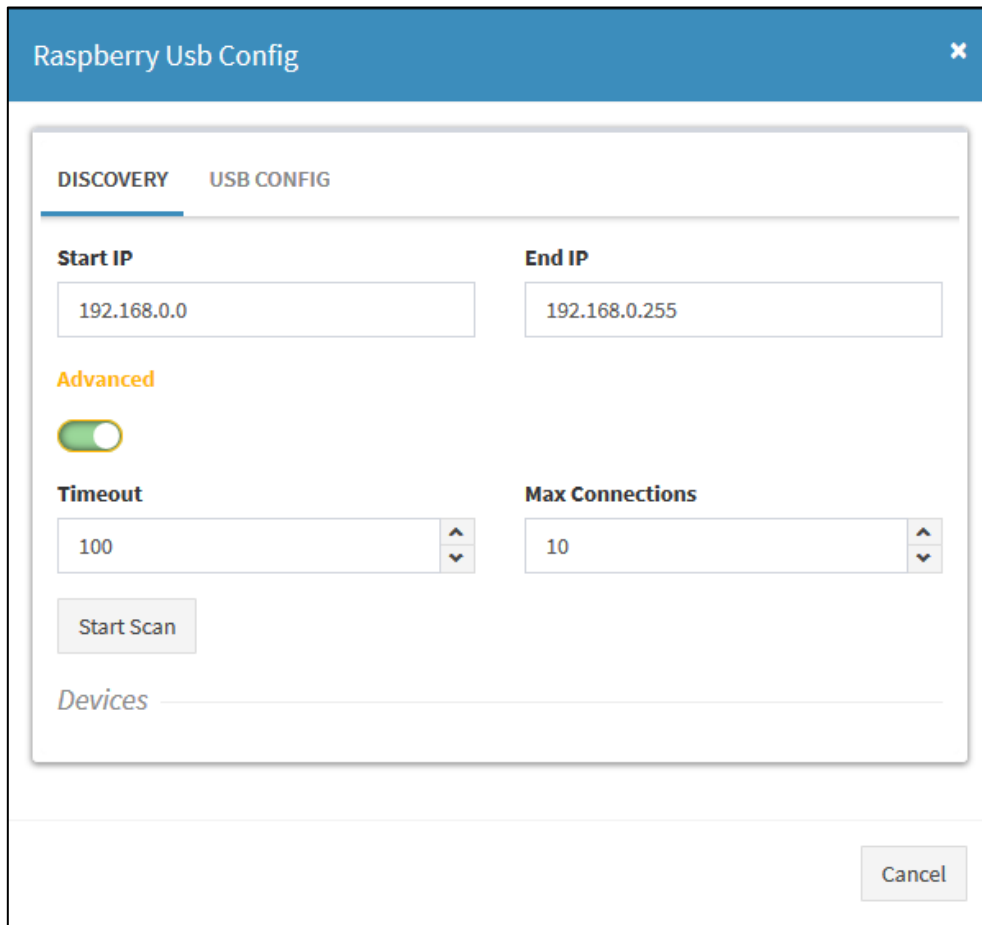 Raspberry Usb Config
DISCOVERY USB CONFIG
Start IP End IP
192.168.0.0 192.168.0.255
Advanced
Timeout Max Connections
100 10
Start Scan
Devices
Cancel